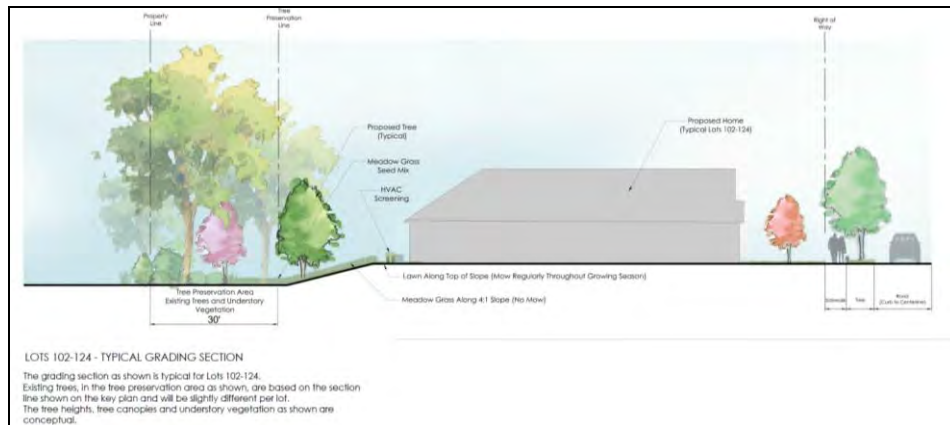 Property
Line
Tree
Preservation
Line
Right of
Way
Proposed Tree
(Typical)
Proposed Home
(Typical Lots 102-124)
Meadow Grass
Seed Mix
HVAC
Screening
Lawn Along Top of Slope (Mow Regularly Throughout Growing Season)
Meadow Grass Along 4:1 Slope (No Mow)
Tree Preservation Area
Existing Trees and Understory
Vegetation
30'
Sidewalk
Tree
Road
(Curb to Centerline)
LOTS 102-124 - TYPICAL GRADING SECTION
The grading section as shown is typical for Lots 102-124.
Existing trees, in the tree preservation area as shown, are based on the section
line shown on the key plan and will be slightly different per lot.
The tree heights, tree canopies and understory vegetation as shown are
conceptual.